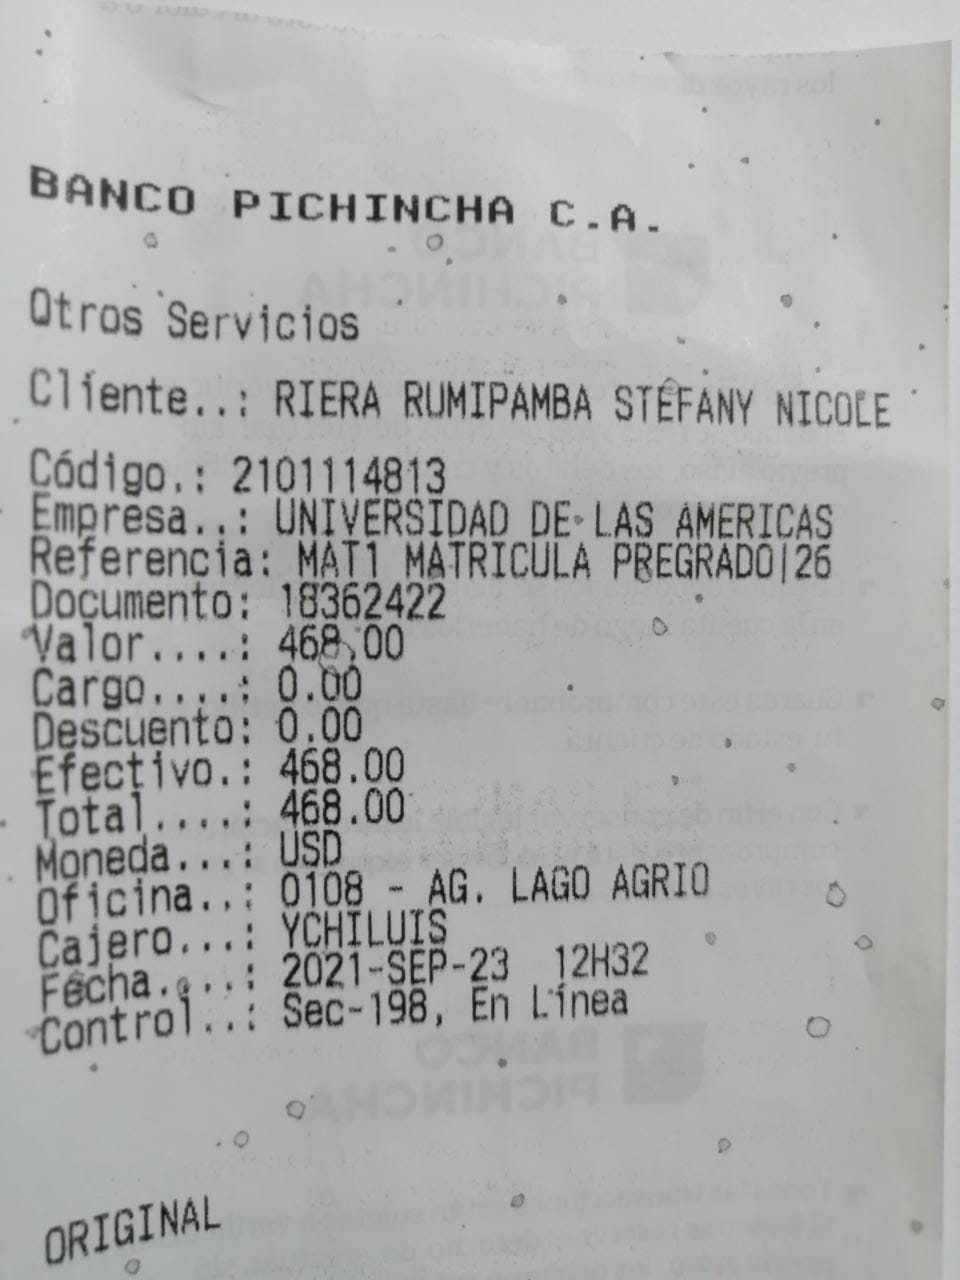 BANCO PICHINCHA C.A.
Otros Servicios
Cliente..: RIERA RUMIPAMBA STEFANY NICOLE
Código.: 2101114813
Empresa..: UNIVERSIDAD DE LAS AMERICAS
Referencia: MAT1 MATRICULA PREGRADO|26
Documento: 18362422
Valor....: 468.00
Cargo....: 0.00
Descuento: 0.00
Efectivo.: 468.00
Total....: 468.00
Moneda...: USD
Oficina..: 0108 - AG. LAGO AGRIO
Cajero...: YCHILUIS
Fecha....: 2021-SEP-23 12H32
Control..: Sec-198, En Línea
ORIGINAL